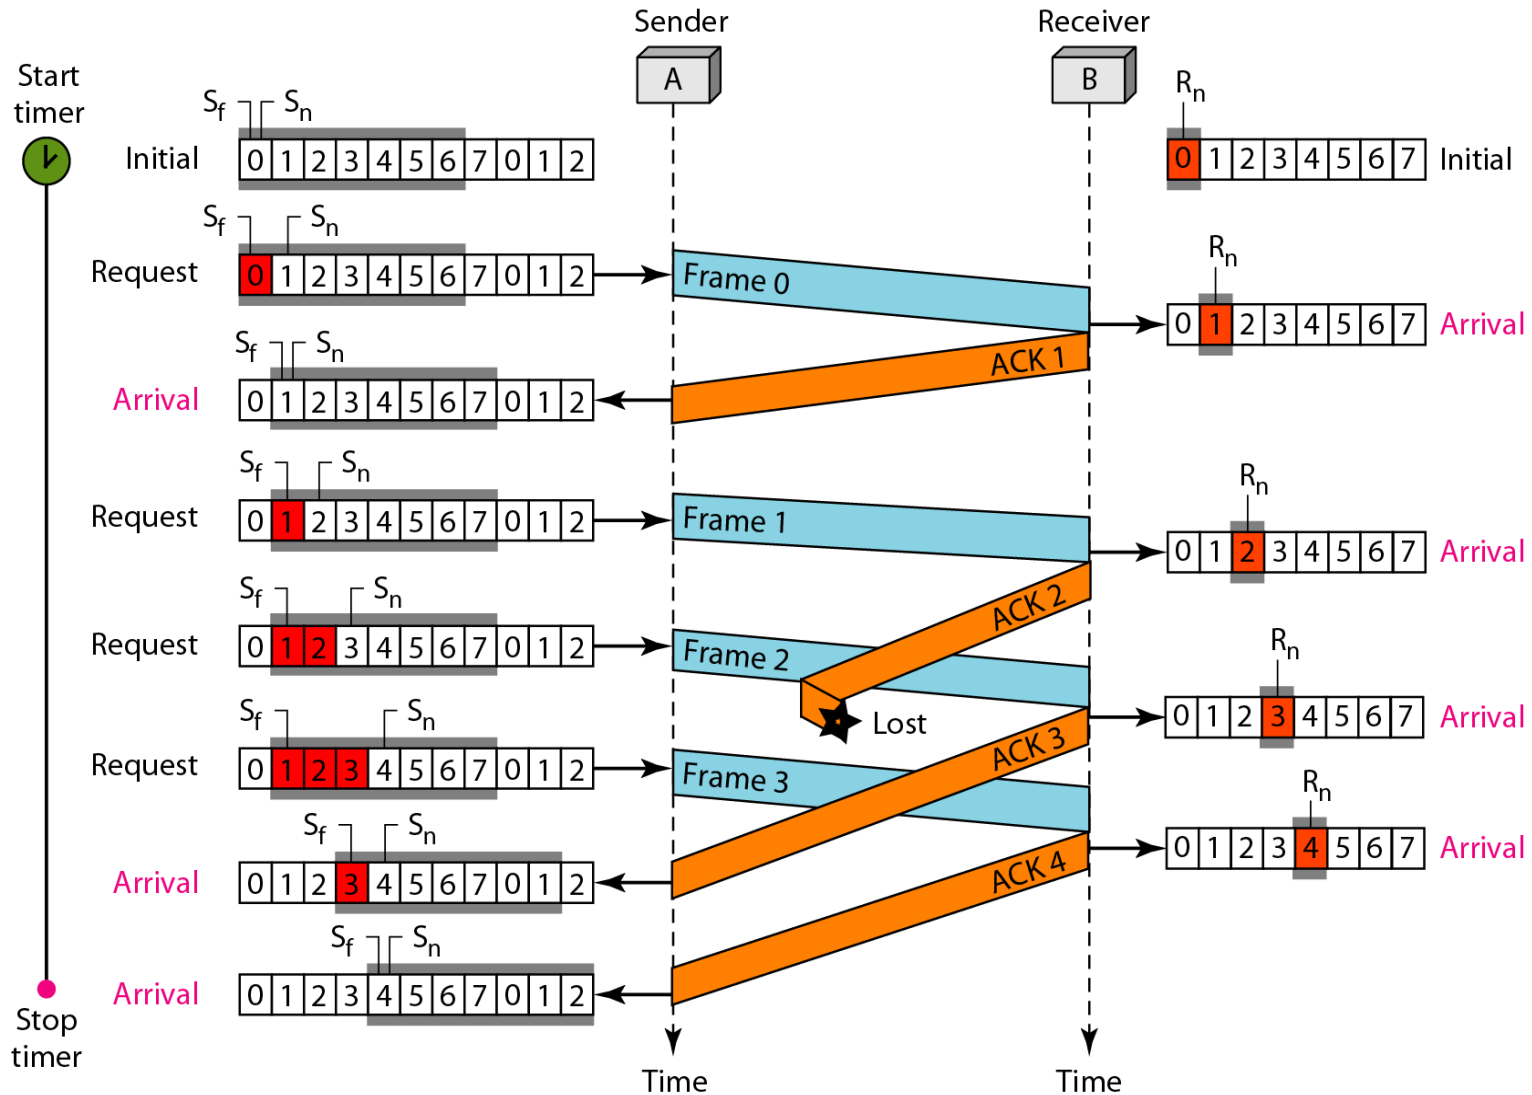 Sender
Receiver
Start
timer
A
B
Sf Sn
Rn
Initial
0 1 2 3 4 5 6 7 0 1 2
0 1 2 3 4 5 6 7
Initial
Sf Sn
Request
0 1 2 3 4 5 6 7 0 1 2
Frame 0
Rn
0 1 2 3 4 5 6 7
Arrival
Sf Sn
ACK 1
Arrival
0 1 2 3 4 5 6 7 0 1 2
Sf Sn
Request
0 1 2 3 4 5 6 7 0 1 2
Frame 1
Rn
0 1 2 3 4 5 6 7
Arrival
Sf Sn
ACK 2
Request
0 1 2 3 4 5 6 7 0 1 2
Frame 2
Lost
Rn
0 1 2 3 4 5 6 7
Arrival
Sf Sn
ACK 3
Request
0 1 2 3 4 5 6 7 0 1 2
Frame 3
Rn
0 1 2 3 4 5 6 7
Arrival
Sf Sn
ACK 4
Arrival
0 1 2 3 4 5 6 7 0 1 2
Sf Sn
Arrival
0 1 2 3 4 5 6 7 0 1 2
Stop
timer
Time
Time